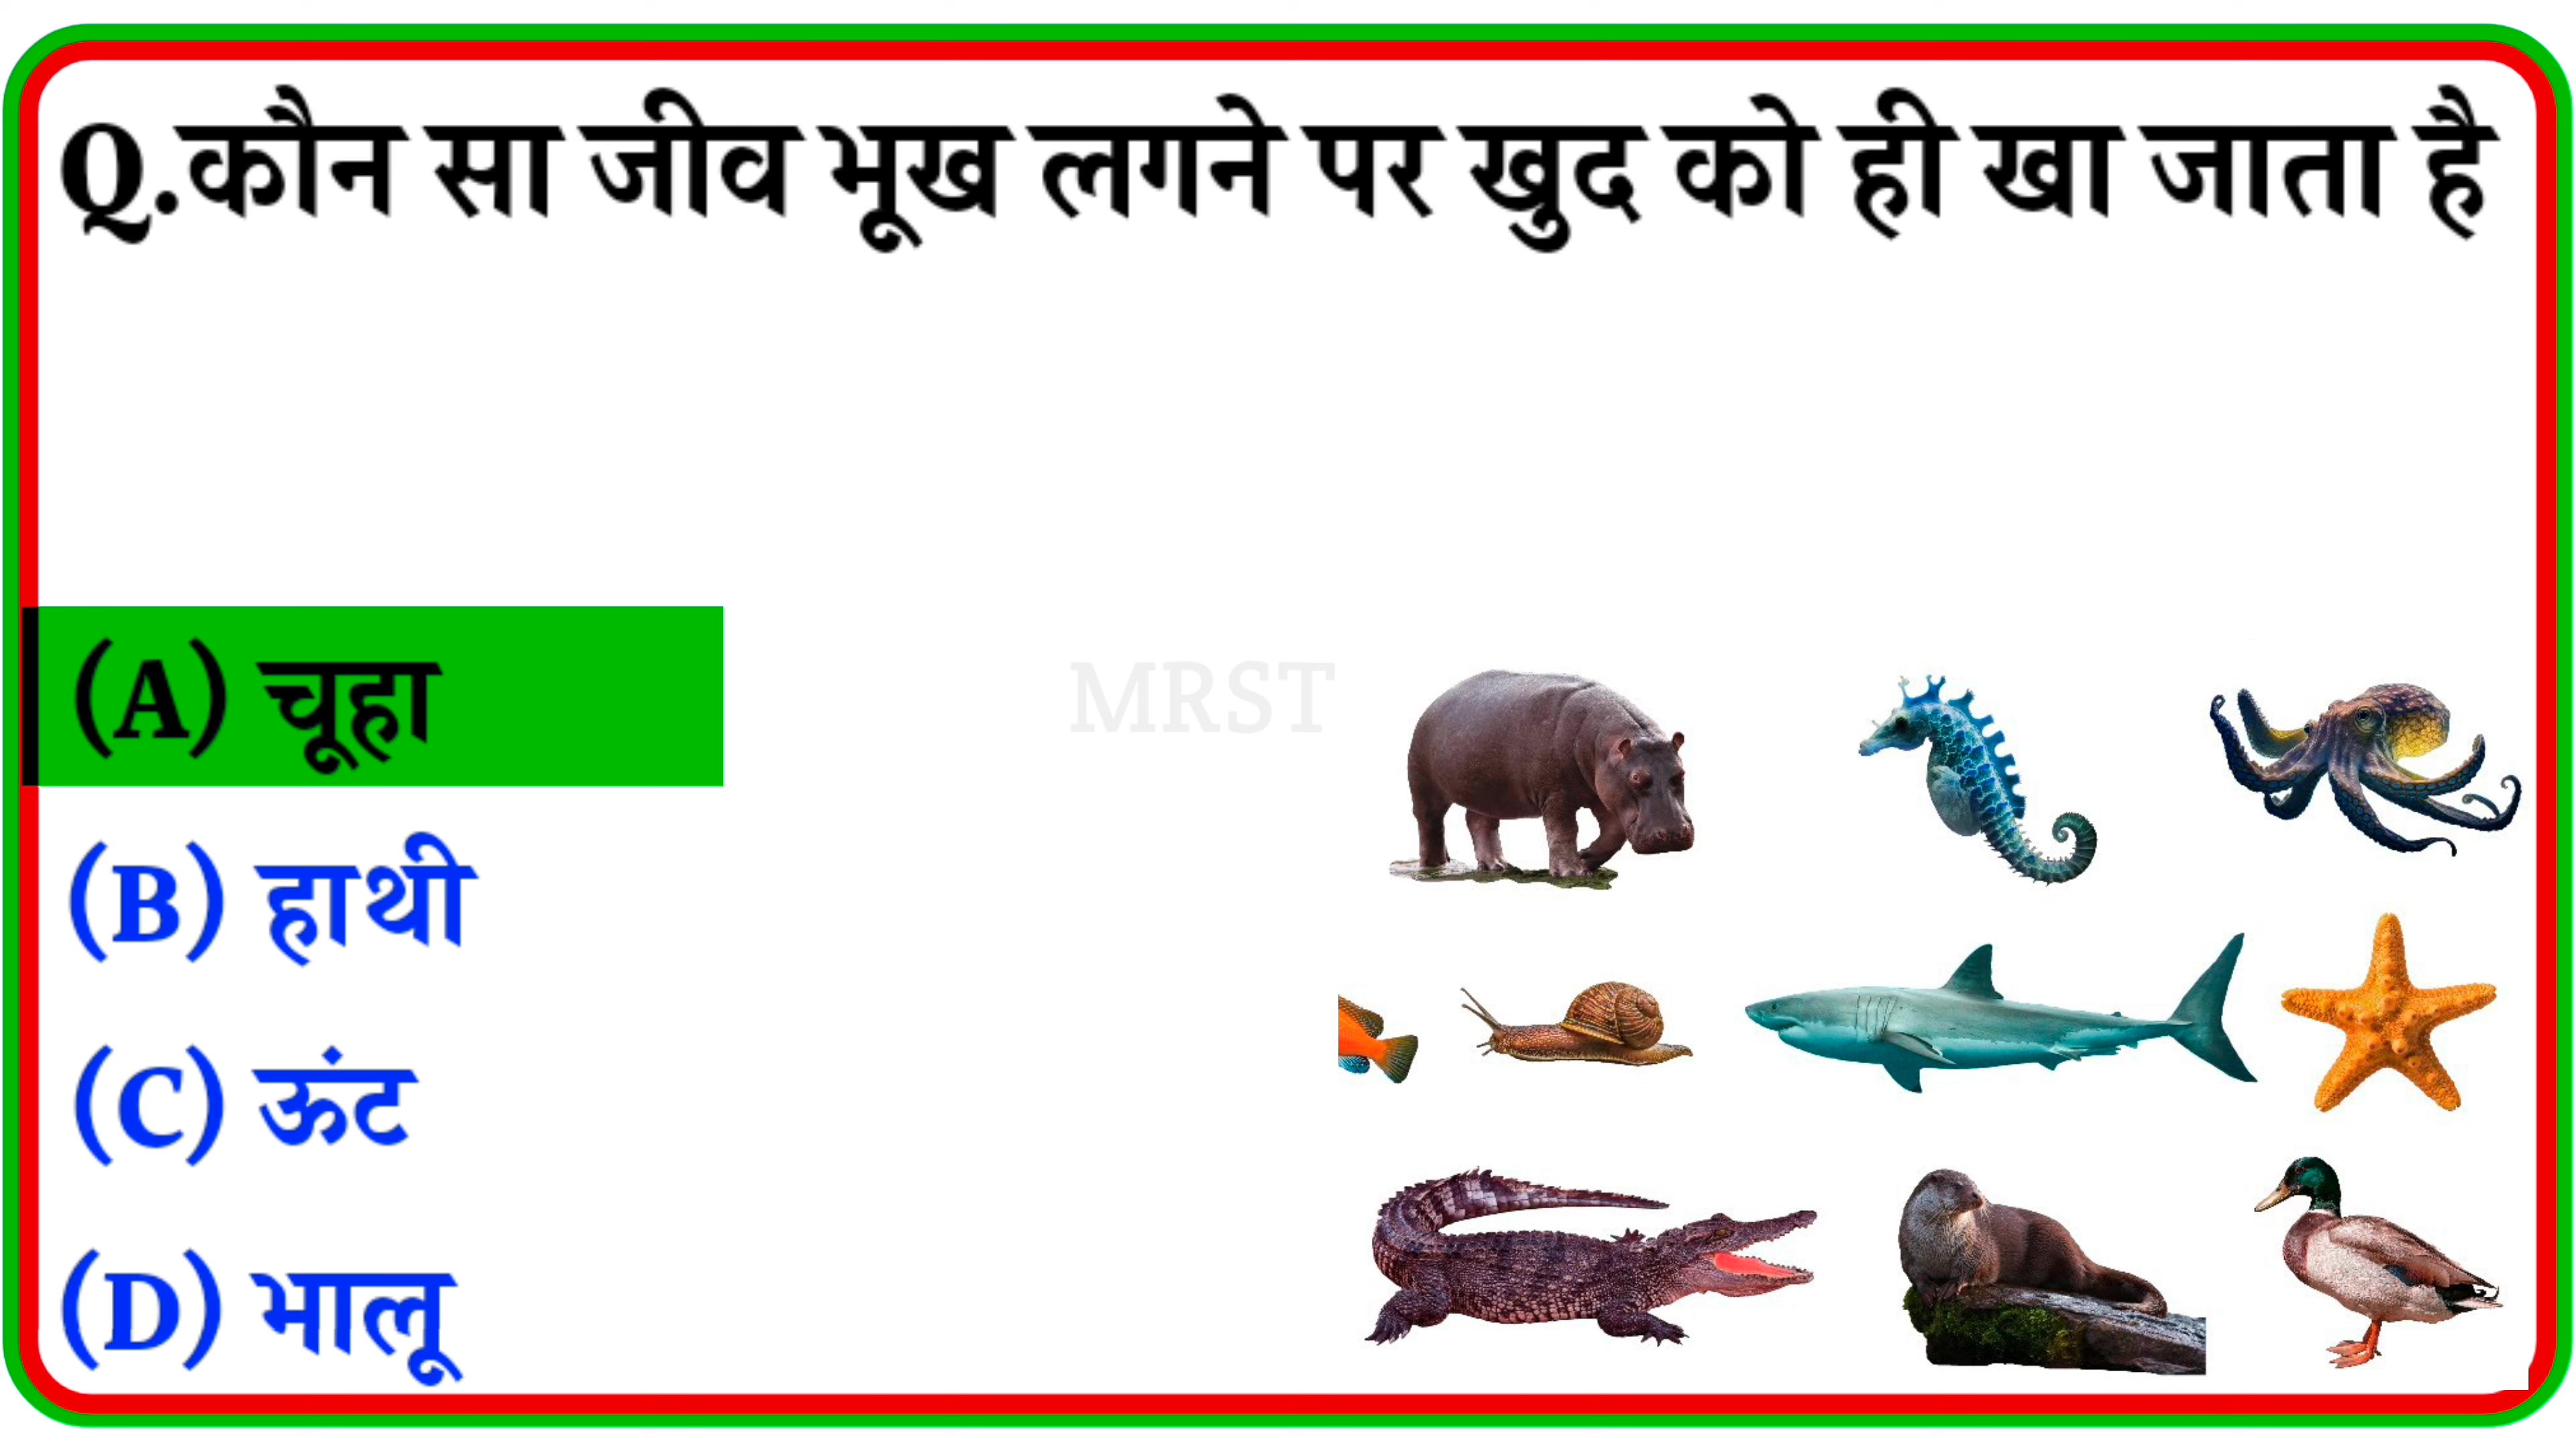 Q.कौन सा जीव भूख लगने पर खुद को ही खा जाता है
(A) चूहा
MRST
(B) हाथी
(C) ऊंट
(D) भालू